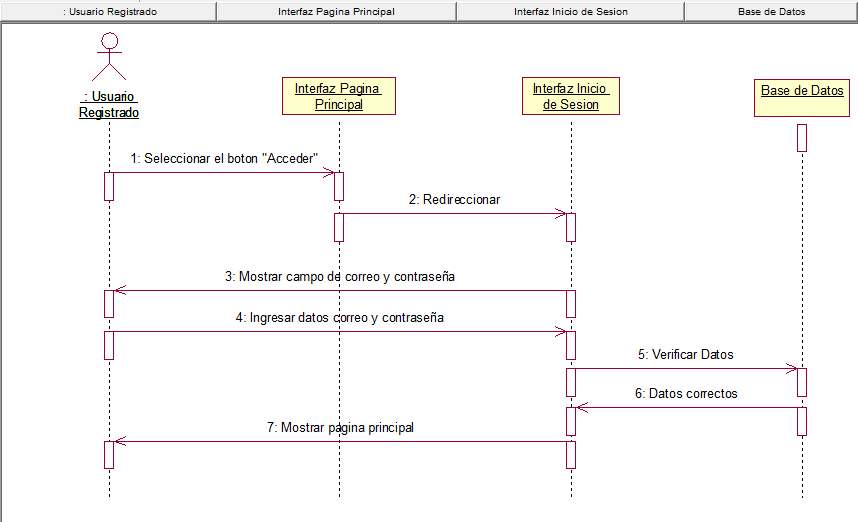 : Usuario Registrado
Interfaz Pagina Principal
Interfaz Inicio de Sesion
Base de Datos
: Usuario
Registrado
Interfaz Pagina
Principal
Interfaz Inicio
de Sesion
Base de Datos
1: Seleccionar el boton "Acceder"
2: Redireccionar
3: Mostrar campo de correo y contraseña
4: Ingresar datos correo y contraseña
5: Verificar Datos
6: Datos correctos
7: Mostrar pagina principal